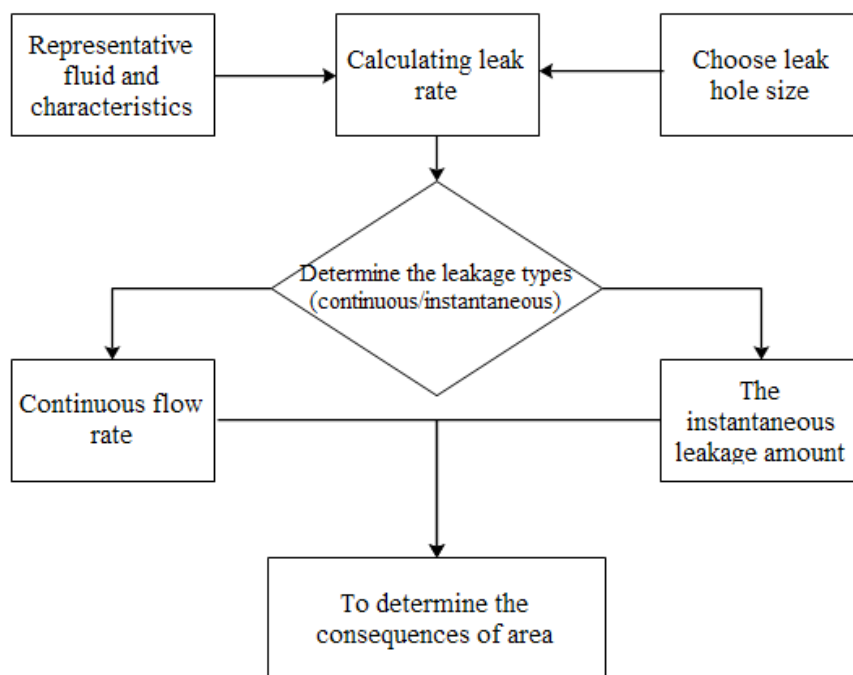 Representative
fluid and
characteristics
Calculating leak
rate
Choose leak
hole size
Determine the leakage types
(continuous/instantaneous)
Continuous flow
rate
The
instantaneous
leakage amount
To determine the
consequences of area